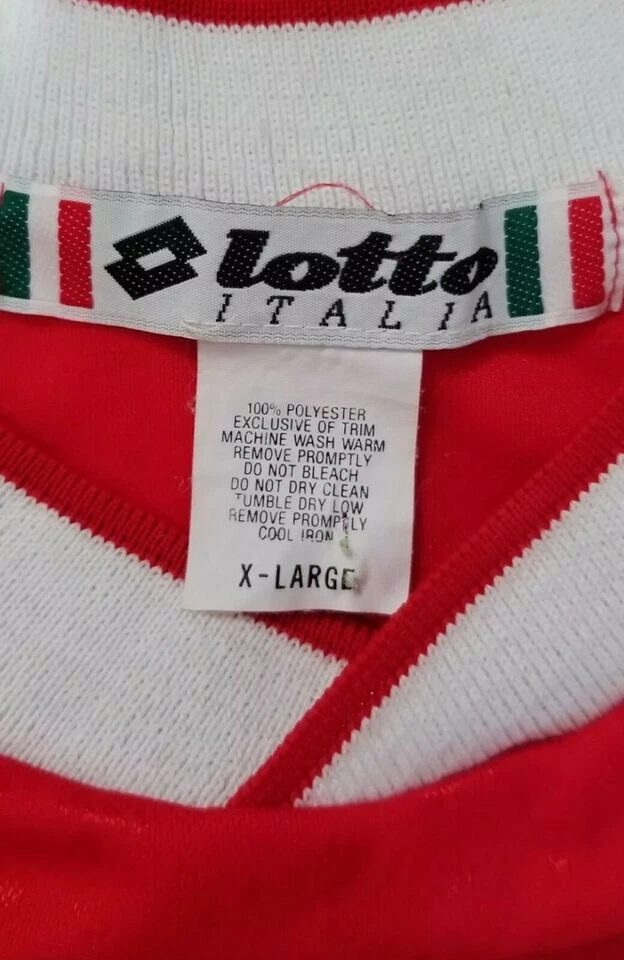 lotto
ITALIA
100% POLYESTER
EXCLUSIVE OF TRIM
MACHINE WASH WARM
REMOVE PROMPTLY
DO NOT BLEACH
DO NOT DRY CLEAN
TUMBLE DRY LOW
REMOVE PROMPTLY
COOL IRON
X-LARGE